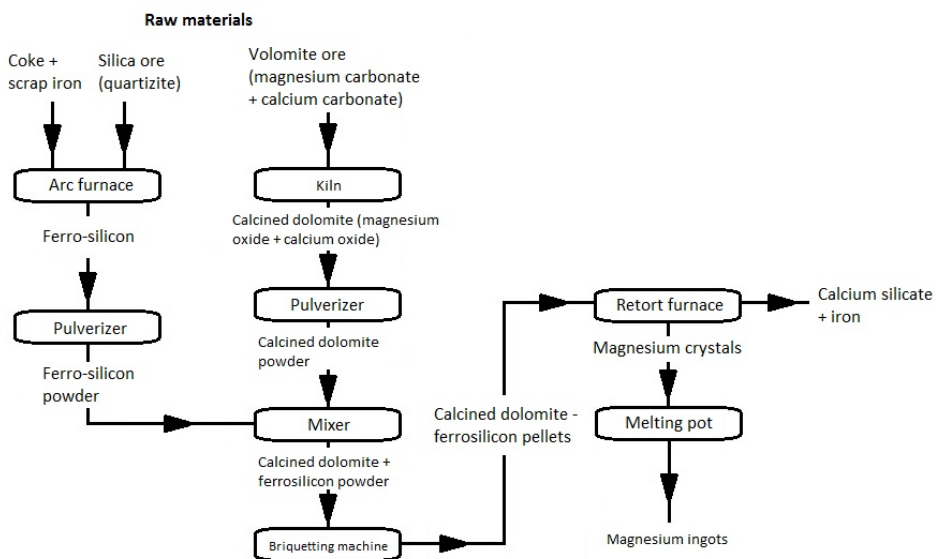 Raw materials
Coke +
scrap iron
Silica ore
(quartizite)
Volomite ore
(magnesium carbonate
+ calcium carbonate)
Arc furnace
Kiln
Ferro-silicon
Calcined dolomite (magnesium
oxide + calcium oxide)
Pulverizer
Pulverizer
Ferro-silicon
powder
Calcined dolomite
powder
Mixer
Calcined dolomite +
ferrosilicon powder
Briquetting machine
Calcined dolomite -
ferrosilicon pellets
Retort furnace
Calcium silicate
+ iron
Magnesium crystals
Melting pot
Magnesium ingots